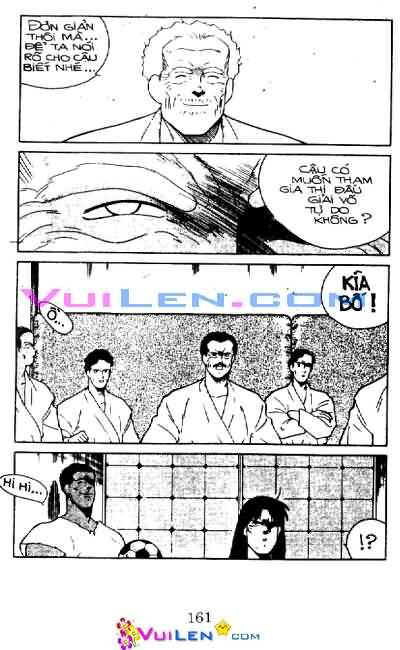 ĐƠN GIẢN
THÔI MÀ...
ĐỂ TA NÓI
RÕ CHO CẬU
BIẾT NHÉ...
CẬU CÓ
MUỐN THAM
GIA THI ĐẤU
GIẢI VÕ
TỰ DO
KHÔNG?
KÌA
BỐ!
Ồ...
VUILEN.COM
HI HI...
!?
161
VUILEN.COM